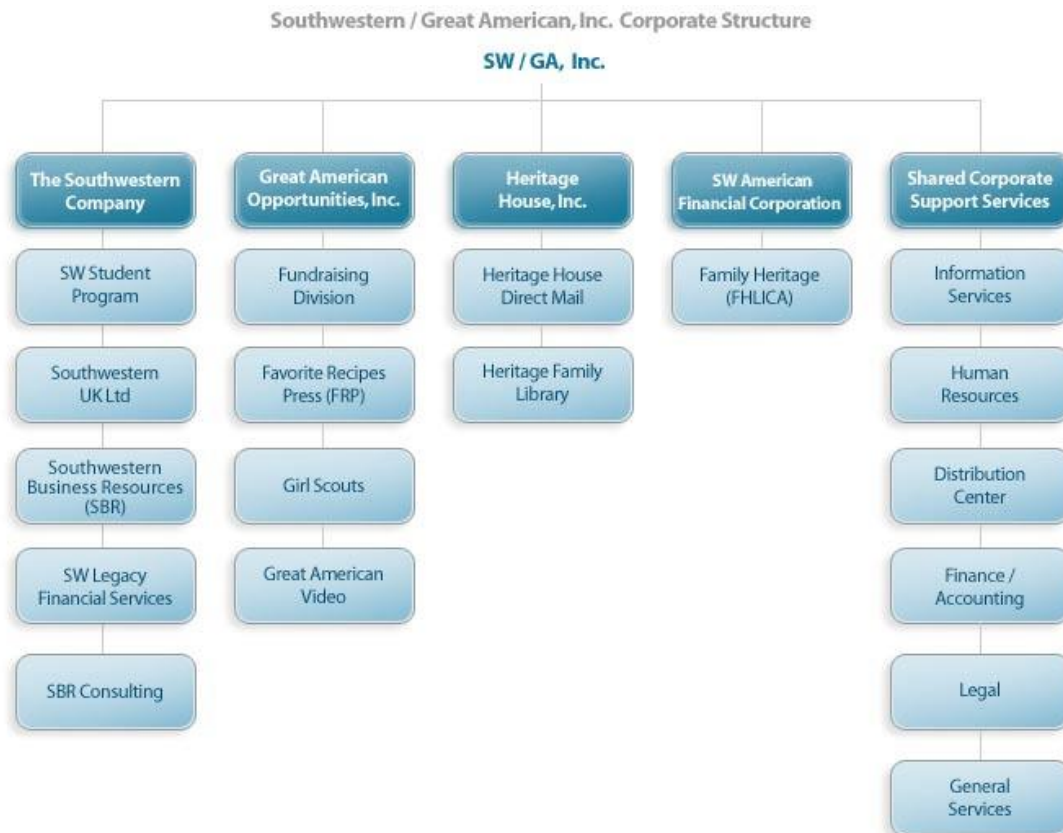 Southwestern / Great American, Inc. Corporate Structure
SW / GA, Inc.
The Southwestern
Company
SW Student
Program
Southwestern
UK Ltd
Southwestern
Business Resources
(SBR)
SW Legacy
Financial Services
SBR Consulting
Great American
Opportunities, Inc.
Fundraising
Division
Favorite Recipes
Press (FRP)
Girl Scouts
Great American
Video
Heritage
House, Inc.
Heritage House
Direct Mail
Heritage Family
Library
SW American
Financial Corporation
Family Heritage
(FHLICA)
Shared Corporate
Support Services
Information
Services
Human
Resources
Distribution
Center
Finance /
Accounting
Legal
General
Services